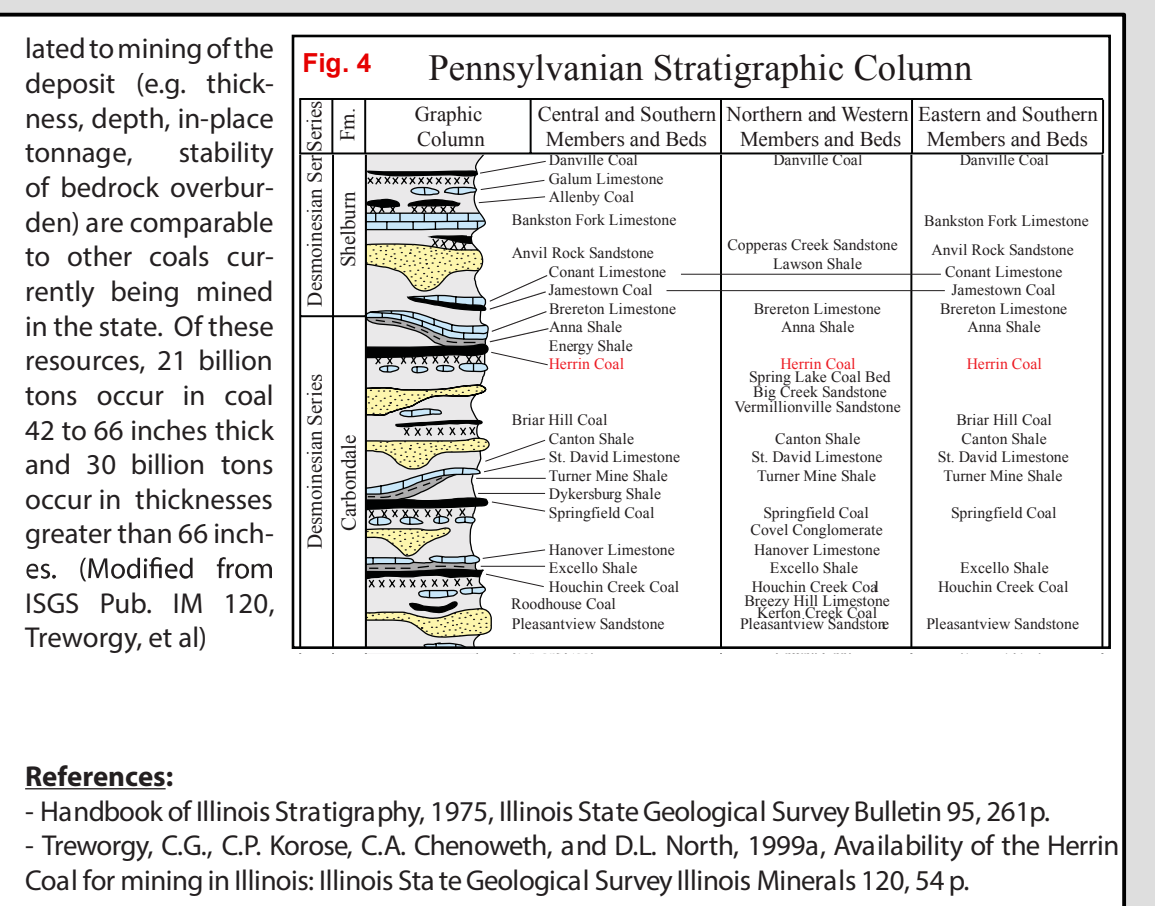 lated to mining of the
deposit (e.g. thick-
ness, depth, in-place
tonnage, stability
of bedrock overbur-
den) are comparable
to other coals cur-
rently being mined
in the state. Of these
resources, 21 billion
tons occur in coal
42 to 66 inches thick
and 30 billion tons
occur in thicknesses
greater than 66 inch-
es. (Modified from
ISGS Pub. IM 120,
Treworgy, et al)
Fig. 4 Pennsylvanian Stratigraphic Column
Series
Fm.
Graphic
Column
Central and Southern
Members and Beds
Northern and Western
Members and Beds
Eastern and Southern
Members and Beds
Desmoinesian Ser
Shelburn
Desmoinesian Series
Carbondale
Danville Coal
Galum Limestone
Allenby Coal
Bankston Fork Limestone
Anvil Rock Sandstone
Conant Limestone
Jamestown Coal
Brereton Limestone
Anna Shale
Energy Shale
Herrin Coal
Briar Hill Coal
Canton Shale
St. David Limestone
Turner Mine Shale
Dykersburg Shale
Springfield Coal
Hanover Limestone
Excello Shale
Houchin Creek Coal
Roodhouse Coal
Pleasantview Sandstone
Danville Coal
Copperas Creek Sandstone
Lawson Shale
Brereton Limestone
Anna Shale
Herrin Coal
Spring Lake Coal Bed
Big Creek Sandstone
Vermillionville Sandstone
Canton Shale
St. David Limestone
Turner Mine Shale
Springfield Coal
Covel Conglomerate
Hanover Limestone
Excello Shale
Houchin Creek Coal
Breezy Hill Limestone
Kerton Creek Coal
Pleasantview Sandstone
Danville Coal
Bankston Fork Limestone
Anvil Rock Sandstone
Conant Limestone
Jamestown Coal
Brereton Limestone
Anna Shale
Herrin Coal
Briar Hill Coal
Canton Shale
St. David Limestone
Turner Mine Shale
Springfield Coal
Excello Shale
Houchin Creek Coal
Pleasantview Sandstone
References:
- Handbook of Illinois Stratigraphy, 1975, Illinois State Geological Survey Bulletin 95, 261p.
- Treworgy, C.G., C.P. Korose, C.A. Chenoweth, and D.L. North, 1999a, Availability of the Herrin
Coal for mining in Illinois: Illinois State Geological Survey Illinois Minerals 120, 54 p.